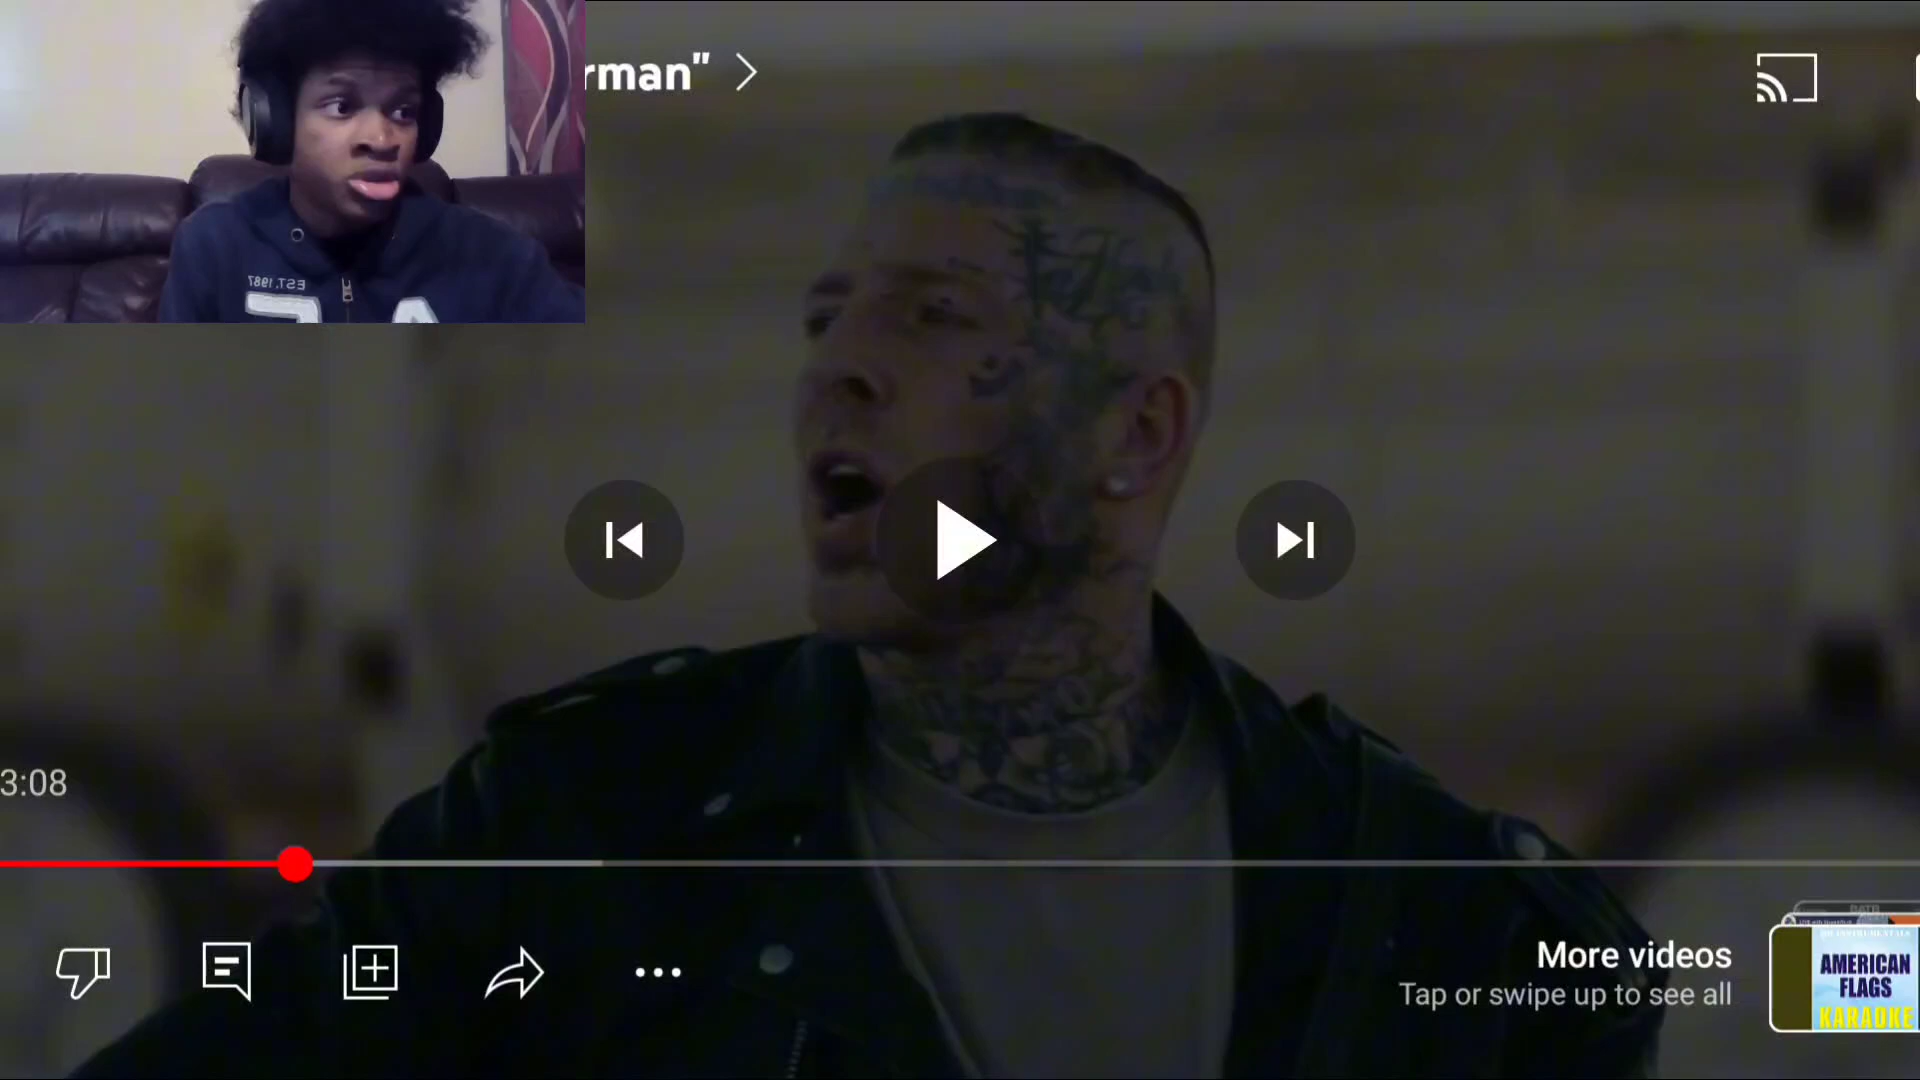 rman"
EST.1987
3:08
More videos
Tap or swipe up to see all
AMERICAN
FLAGS
KARAOKE